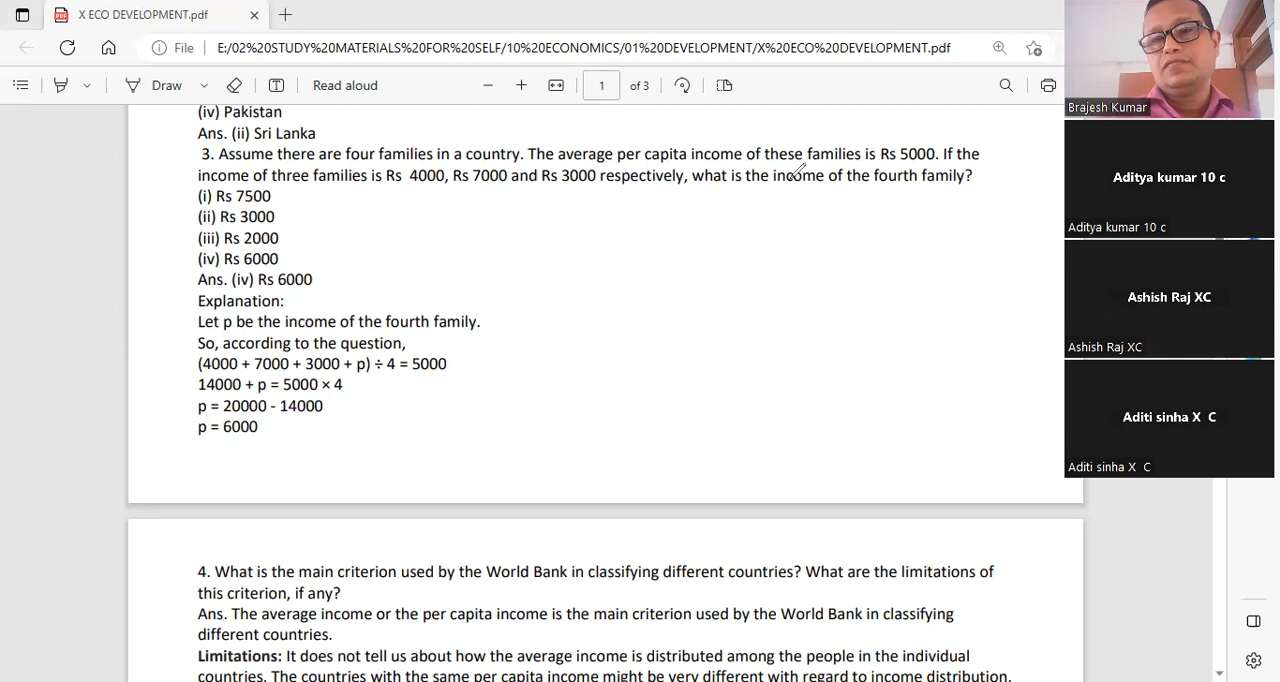 X ECO DEVELOPMENT.pdf
File E:/02%20STUDY%20MATERIALS%20FOR%20SELF/10%20ECONOMICS/01%20DEVELOPMENT/X%20ECO%20DEVELOPMENT.pdf
Draw Read aloud 1 of 3
(iv) Pakistan
Ans. (ii) Sri Lanka
3. Assume there are four families in a country. The average per capita income of these families is Rs 5000. If the
income of three families is Rs 4000, Rs 7000 and Rs 3000 respectively, what is the income of the fourth family?
(i) Rs 7500
(ii) Rs 3000
(iii) Rs 2000
(iv) Rs 6000
Ans. (iv) Rs 6000
Explanation:
Let p be the income of the fourth family.
So, according to the question,
(4000 + 7000 + 3000 + p) ÷ 4 = 5000
14000 + p = 5000 × 4
p = 20000 - 14000
p = 6000
4. What is the main criterion used by the World Bank in classifying different countries? What are the limitations of
this criterion, if any?
Ans. The average income or the per capita income is the main criterion used by the World Bank in classifying
different countries.
Limitations: It does not tell us about how the average income is distributed among the people in the individual
countries. The countries with the same per capita income might be very different with regard to income distribution.
Brajesh Kumar
Aditya kumar 10 c
Aditya kumar 10 c
Ashish Raj XC
Ashish Raj XC
Aditi sinha X C
Aditi sinha X C